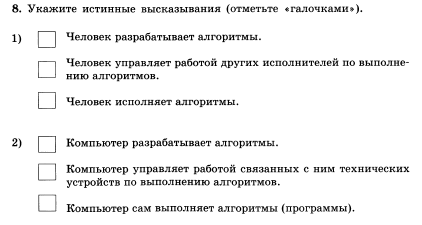 8. Укажите истинные высказывания (отметьте «галочками»).
1) Человек разрабатывает алгоритмы.
Человек управляет работой других исполнителей по выполне-
нию алгоритмов.
Человек исполняет алгоритмы.
2) Компьютер разрабатывает алгоритмы.
Компьютер управляет работой связанных с ним технических
устройств по выполнению алгоритмов.
Компьютер сам выполняет алгоритмы (программы).